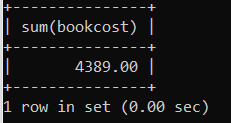 +---------------+
| sum(bookcost) |
+---------------+
|       4389.00 |
+---------------+
1 row in set (0.00 sec)